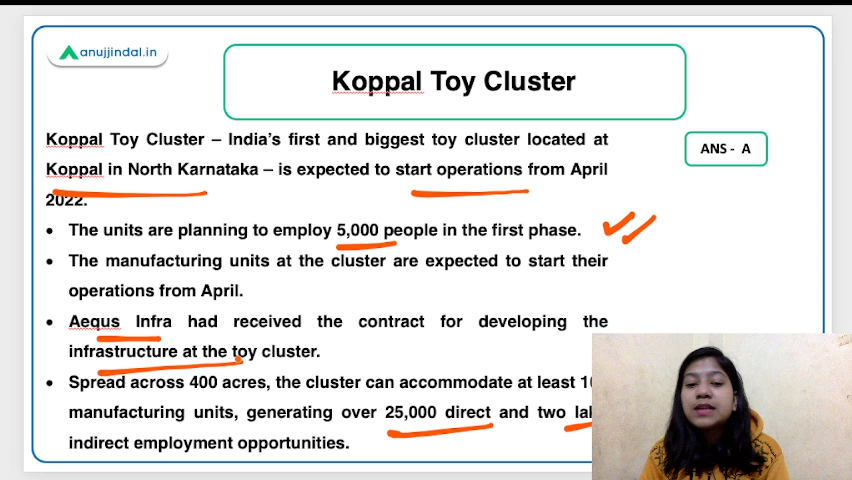 anujjindal.in
Koppal Toy Cluster
Koppal Toy Cluster – India's first and biggest toy cluster located at
Koppal in North Karnataka – is expected to start operations from April
2022.
ANS - A
• The units are planning to employ 5,000 people in the first phase.
• The manufacturing units at the cluster are expected to start their
operations from April.
• Aequs Infra had received the contract for developing the
infrastructure at the toy cluster.
• Spread across 400 acres, the cluster can accommodate at least
manufacturing units, generating over 25,000 direct and two
indirect employment opportunities.